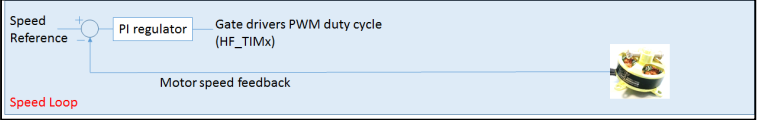 Speed
Reference
+
−
PI regulator
Gate drivers PWM duty cycle
(HF_TIMx)
Motor speed feedback
Speed Loop